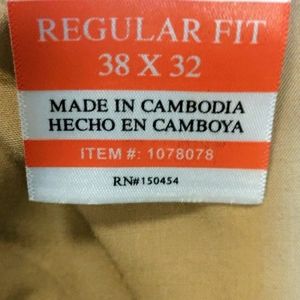 REGULAR FIT
38 X 32
MADE IN CAMBODIA
HECHO EN CAMBOYA
ITEM #: 1078078
RN#150454